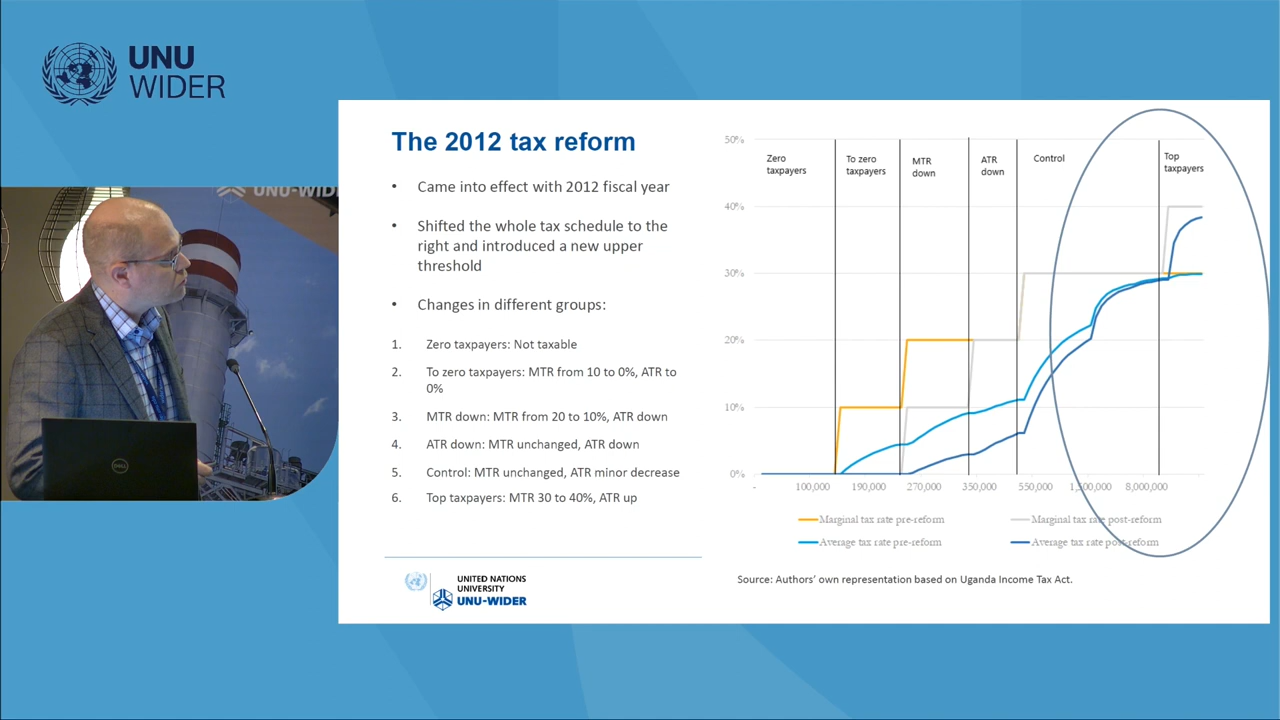 UNU
WIDER
UNU-WIDE
DELL
The 2012 tax reform
• Came into effect with 2012 fiscal year
• Shifted the whole tax schedule to the
right and introduced a new upper
threshold
• Changes in different groups:
1. Zero taxpayers: Not taxable
2. To zero taxpayers: MTR from 10 to 0%, ATR to
0%
3. MTR down: MTR from 20 to 10%, ATR down
4. ATR down: MTR unchanged, ATR down
5. Control: MTR unchanged, ATR minor decrease
6. Top taxpayers: MTR 30 to 40%, ATR up
UNITED NATIONS
UNIVERSITY
UNU-WIDER
50%
40%
30%
20%
10%
0%
Zero
taxpayers
To zero
taxpayers
MTR
down
ATR
down
Control
Top
taxpayers
- 100,000 190,000 270,000 350,000 550,000 1,500,000 8,000,000
Marginal tax rate pre-reform Marginal tax rate post-reform
Average tax rate pre-reform Average tax rate post-reform
Source: Authors' own representation based on Uganda Income Tax Act.